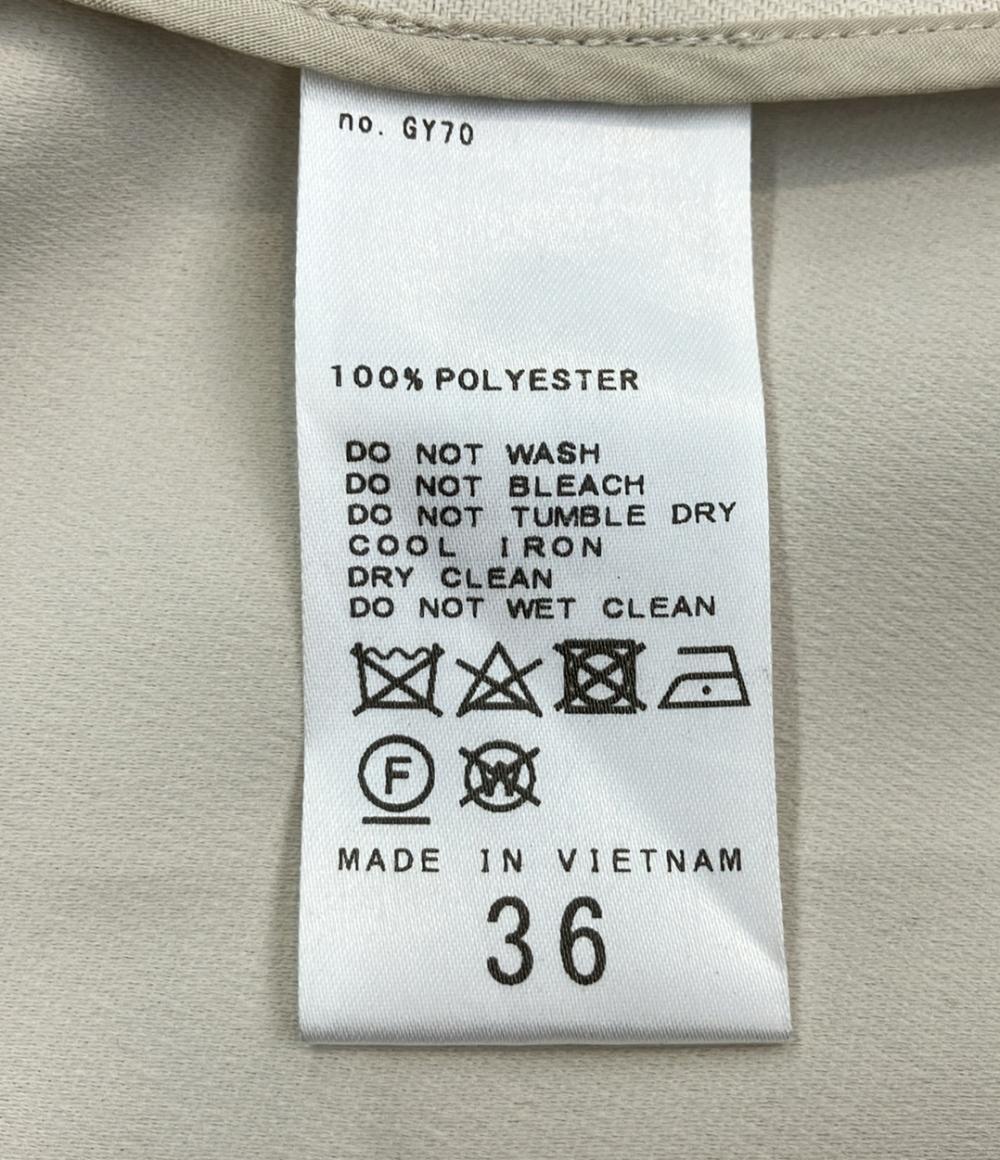 no. GY70
100% POLYESTER
DO NOT WASH
DO NOT BLEACH
DO NOT TUMBLE DRY
COOL IRON
DRY CLEAN
DO NOT WET CLEAN
F W
MADE IN VIETNAM
36